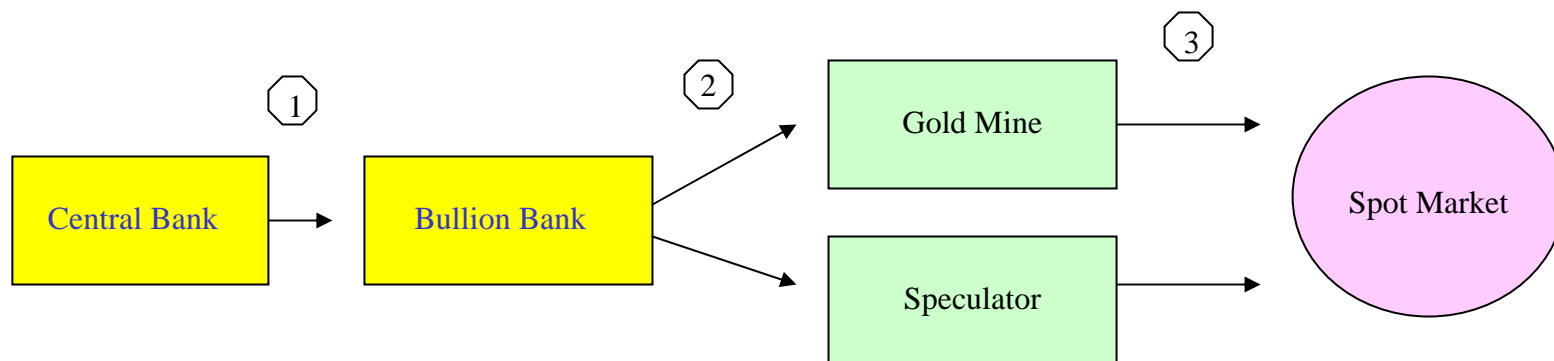 1
2
3
Central Bank
Bullion Bank
Gold Mine
Speculator
Spot Market